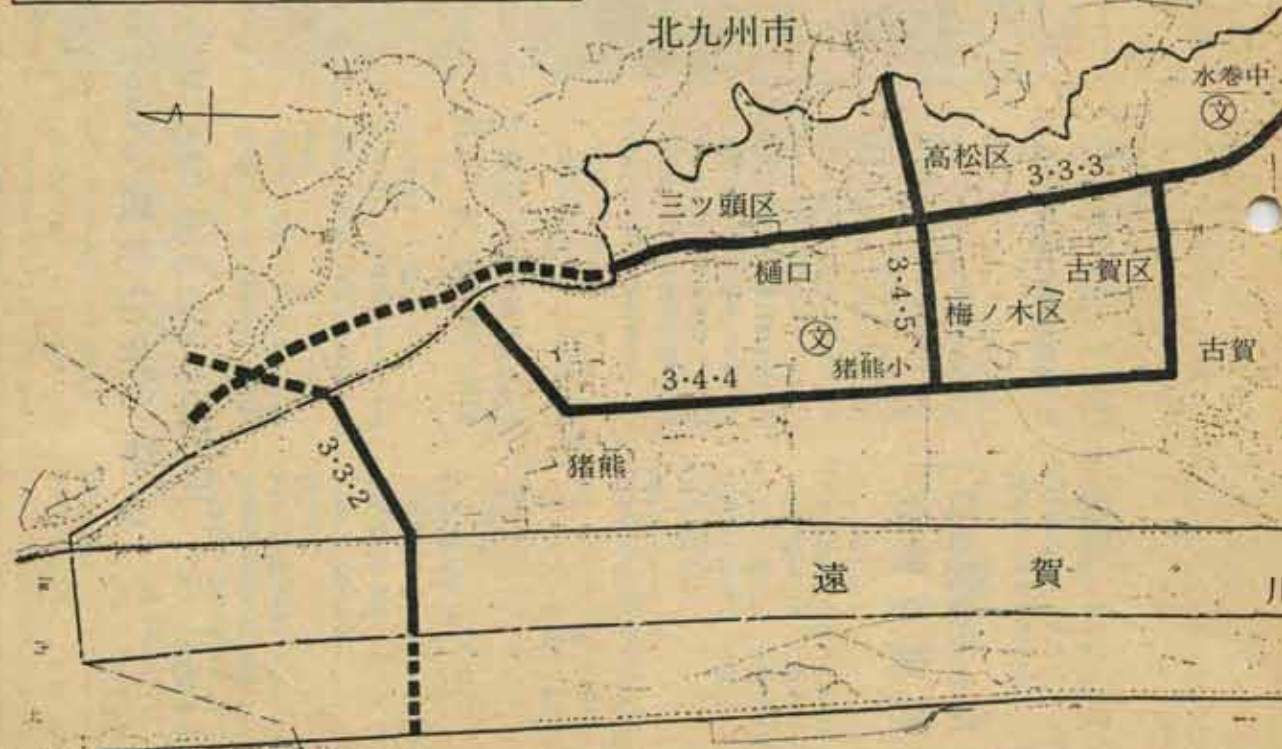 北九州市
水巻中
文
高松区
3・3・3
三ツ頭区
樋口
3・4・5
梅ノ木区
古賀区
古賀
文
猪熊小
3・4・4
猪熊
3・3・2
遠賀